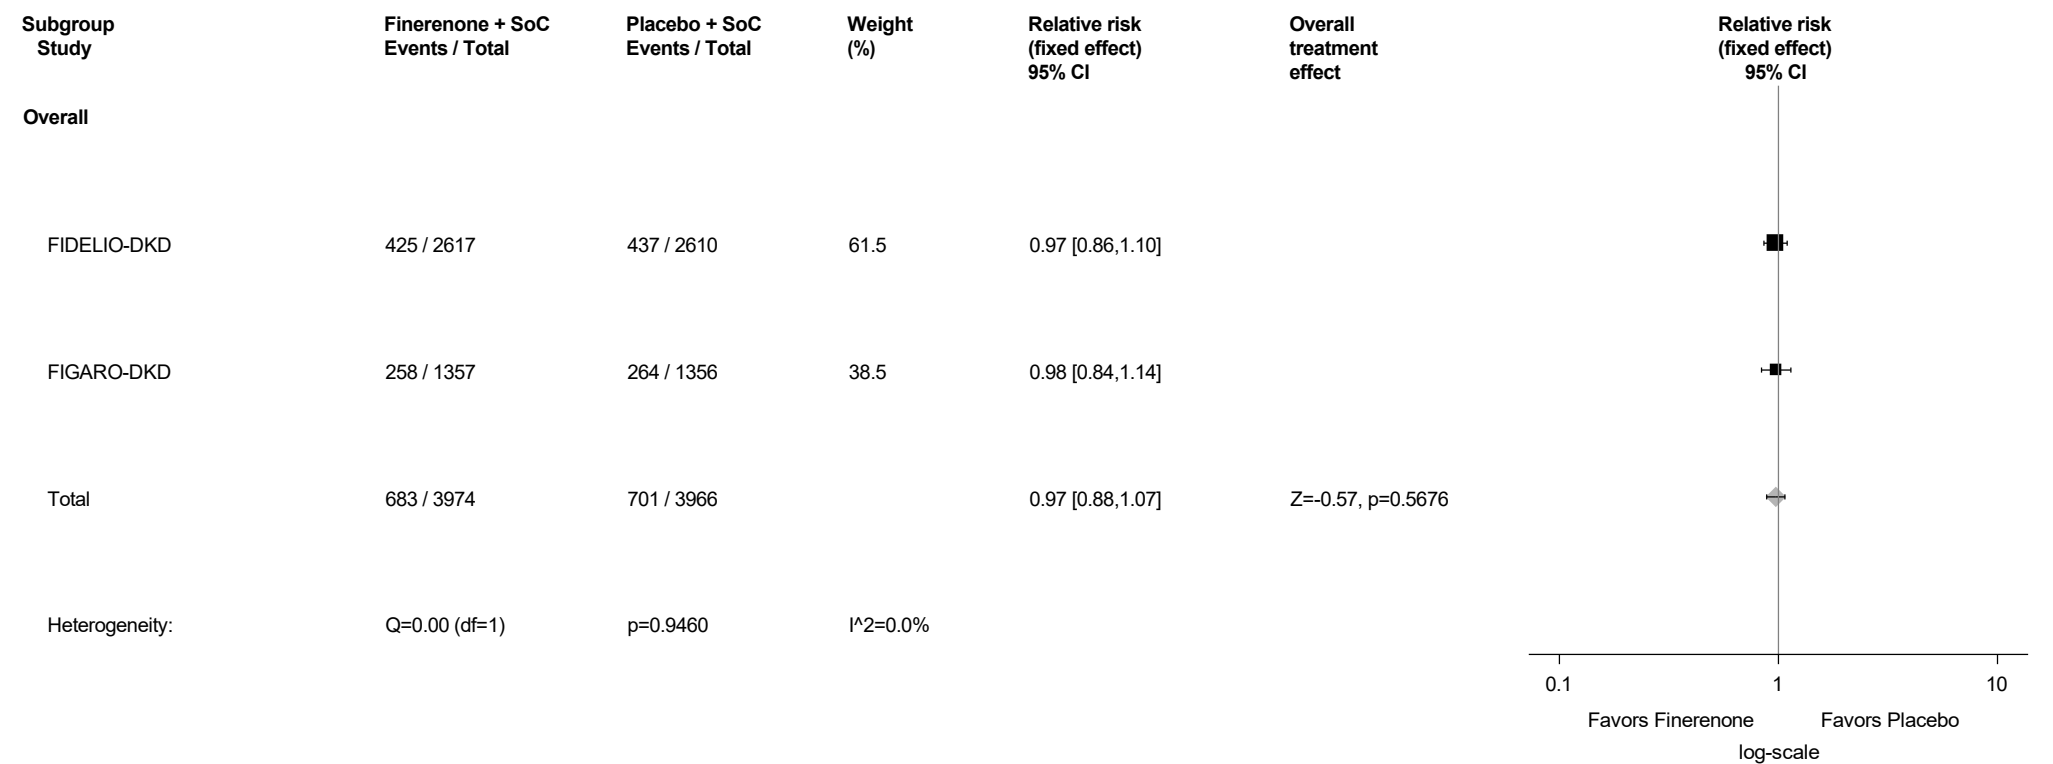 Subgroup Finerenone + SoC Placebo + SoC Weight Relative risk Overall Relative risk
Study Events / Total Events / Total (%) (fixed effect) treatment (fixed effect)
95% CI effect 95% CI
Overall
FIDELIO-DKD 425 / 2617 437 / 2610 61.5 0.97 [0.86,1.10]
FIGARO-DKD 258 / 1357 264 / 1356 38.5 0.98 [0.84,1.14]
Total 683 / 3974 701 / 3966 0.97 [0.88,1.07] Z=-0.57, p=0.5676
Heterogeneity: Q=0.00 (df=1) p=0.9460 I^2=0.0%
0.1 1 10
Favors Finerenone Favors Placebo
log-scale